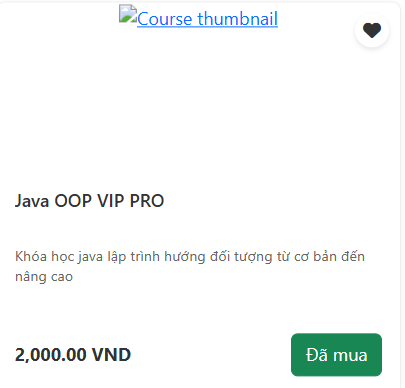 Course thumbnail
Java OOP VIP PRO
Khóa học java lập trình hướng đối tượng từ cơ bản đến
nâng cao
2,000.00 VND
Đã mua